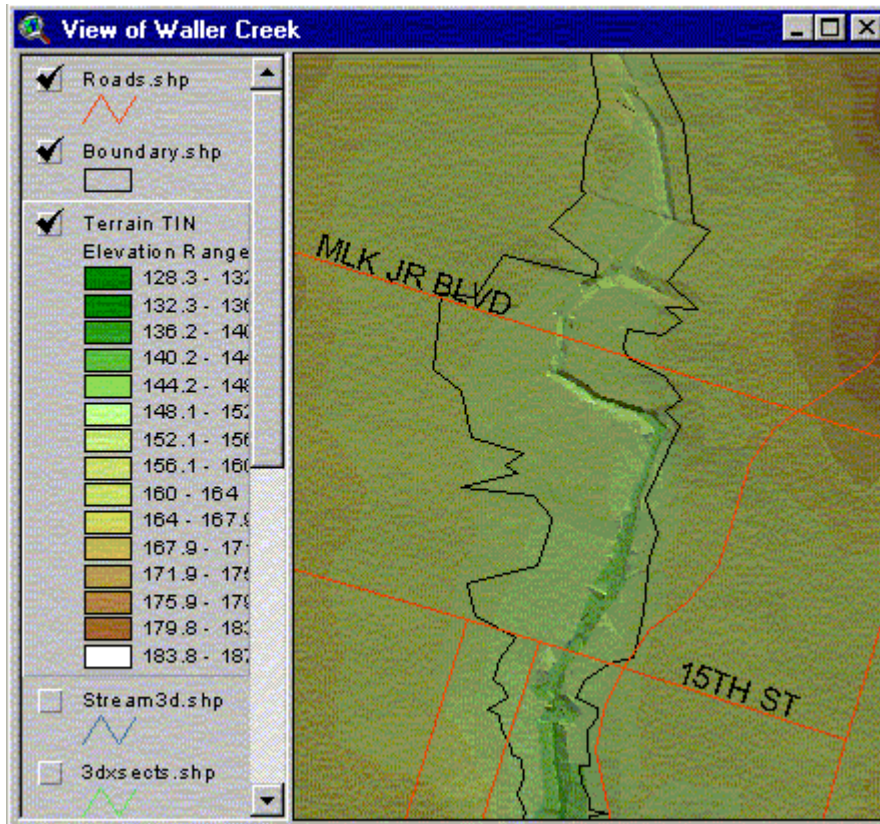 View of Waller Creek
Roads.shp
Boundary.shp
Terrain TIN
Elevation Range
128.3 - 132
132.3 - 136
136.2 - 140
140.2 - 144
144.2 - 148
148.1 - 152
152.1 - 156
156.1 - 160
160 - 164
164 - 167.9
167.9 - 171
171.9 - 175
175.9 - 179
179.8 - 183
183.8 - 187
Stream3d.shp
3dxsects.shp
MLK JR BLVD
15TH ST